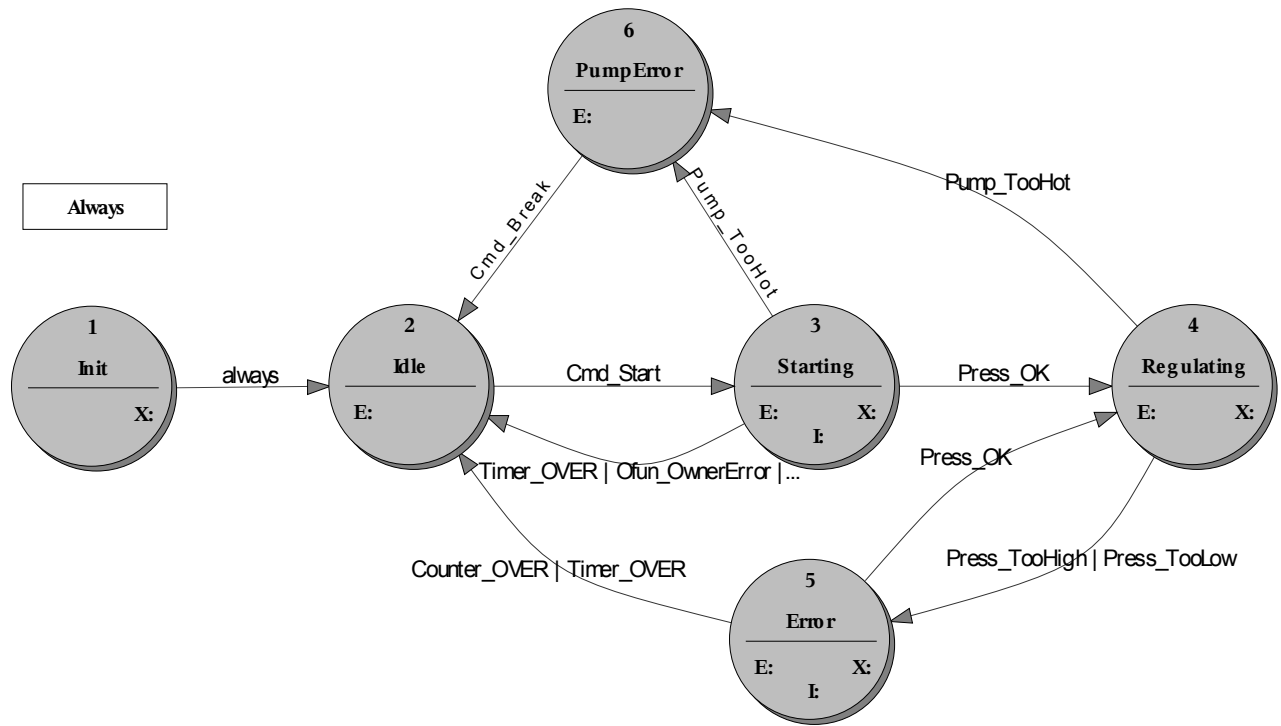 6
PumpError
E:
Always
Cmd_Break
Pump_TooHot
Pump_TooHot
1
Init
X:
always
2
Idle
E:
Cmd_Start
3
Starting
E: X:
I:
Press_OK
4
Regulating
E: X:
Timer_OVER | Ofun_OwnerError |...
Press_OK
Counter_OVER | Timer_OVER
Press_TooHigh | Press_TooLow
5
Error
E: X:
I: